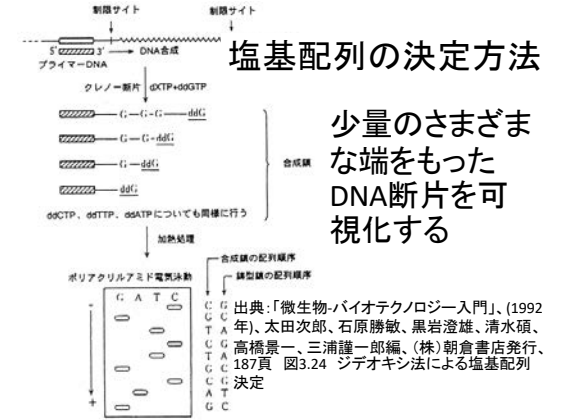 制限サイト
制限サイト
5' 3' → DNA合成
プライマーDNA
塩基配列の決定方法
クレノー断片 dXTP+ddGTP
G—G-G—ddG
G—G-ddG
G—ddG
ddG
合成鎖
ddCTP、ddTTP、ddATPについても同様に行う
少量のさまざま
な端をもった
DNA断片を可
視化する
加熱処理
合成鎖の配列順序
鋳型鎖の配列順序
ポリアクリルアミド電気泳動
G A T C
-
+
C G
G C
T A
C G
T A
G C
C G
A T
G C
出典:「微生物-バイオテクノロジー入門」、(1992
年)、太田次郎、石原勝敏、黒岩澄雄、清水碩、
高橋景一、三浦謹一郎編、(株)朝倉書店発行、
187頁 図3.24 ジデオキシ法による塩基配列
決定